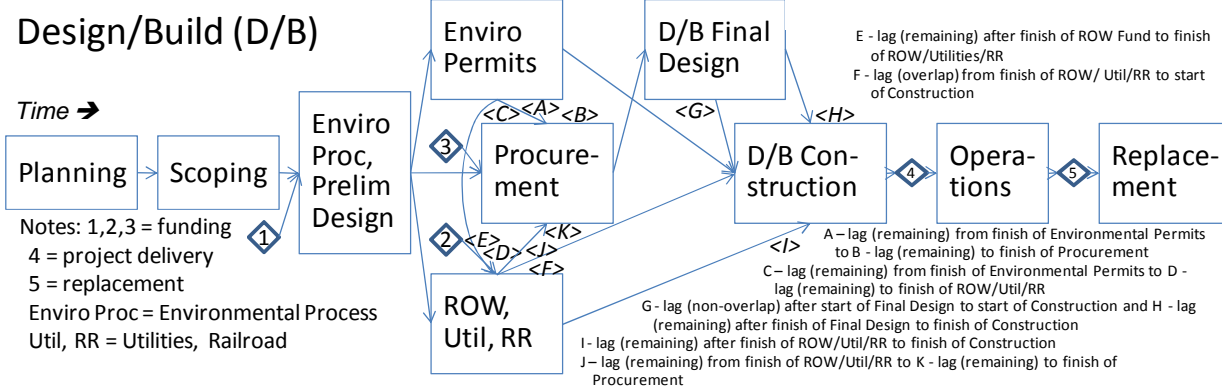 Design/Build (D/B)
Time ➔
Planning
Scoping
1
Enviro
Proc,
Prelim
Design
Enviro
Permits
<C>
<A>
<B>
3
Procure-
ment
2
<E>
<D>
<J>
<K>
<F>
ROW,
Util, RR
D/B Final
Design
<G>
<H>
D/B Con-
struction
<I>
4
Opera-
tions
5
Replace-
ment
Notes: 1,2,3 = funding
4 = project delivery
5 = replacement
Enviro Proc = Environmental Process
Util, RR = Utilities, Railroad
E - lag (remaining) after finish of ROW Fund to finish
of ROW/Utilities/RR
F - lag (overlap) from finish of ROW/ Util/RR to start
of Construction
A – lag (remaining) from finish of Environmental Permits
to B - lag (remaining) to finish of Procurement
C – lag (remaining) from finish of Environmental Permits to D -
lag (remaining) to finish of ROW/Util/RR
G - lag (non-overlap) after start of Final Design to start of Construction and H - lag
(remaining) after finish of Final Design to finish of Construction
I - lag (remaining) after finish of ROW/Util/RR to finish of Construction
J – lag (remaining) from finish of ROW/Util/RR to K - lag (remaining) to finish of
Procurement